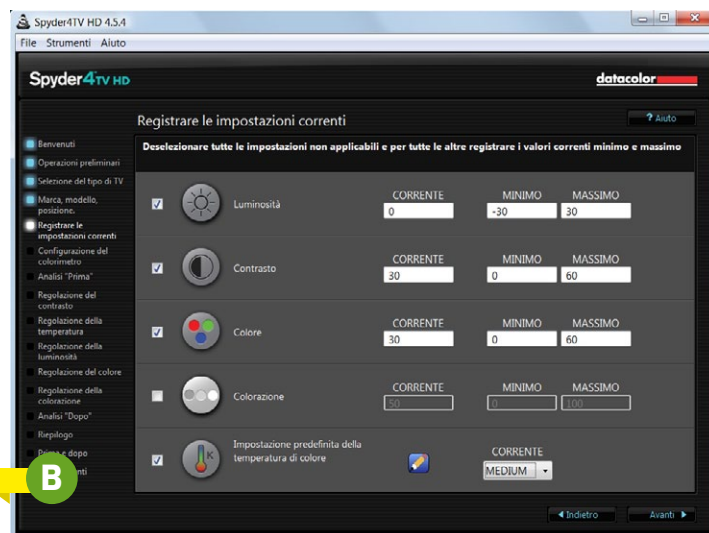 Spyder4TV HD 4.5.4
File Strumenti Aiuto
Spyder4TV HD
datacolor
Registrare le impostazioni correnti
? Aiuto
Deselezionare tutte le impostazioni non applicabili e per tutte le altre registrare i valori correnti minimo e massimo
Benvenuti
Operazioni preliminari
Selezione del tipo di TV
Marca, modello,
posizione.
Registrare le
impostazioni correnti
Configurazione del
colorimetro
Analisi "Prima"
Regolazione del
contrasto
Regolazione della
temperatura
Regolazione della
luminosità
Regolazione del colore
Regolazione della
colorazione
Analisi "Dopo"
Riepilogo
dopo
B
Luminosità
CORRENTE MINIMO MASSIMO
0 -30 30
Contrasto
CORRENTE MINIMO MASSIMO
30 0 60
Colore
CORRENTE MINIMO MASSIMO
30 0 60
Colorazione
CORRENTE MINIMO MASSIMO
50 0 100
K
Impostazione predefinita della
temperatura di colore
CORRENTE
MEDIUM
Indietro Avanti